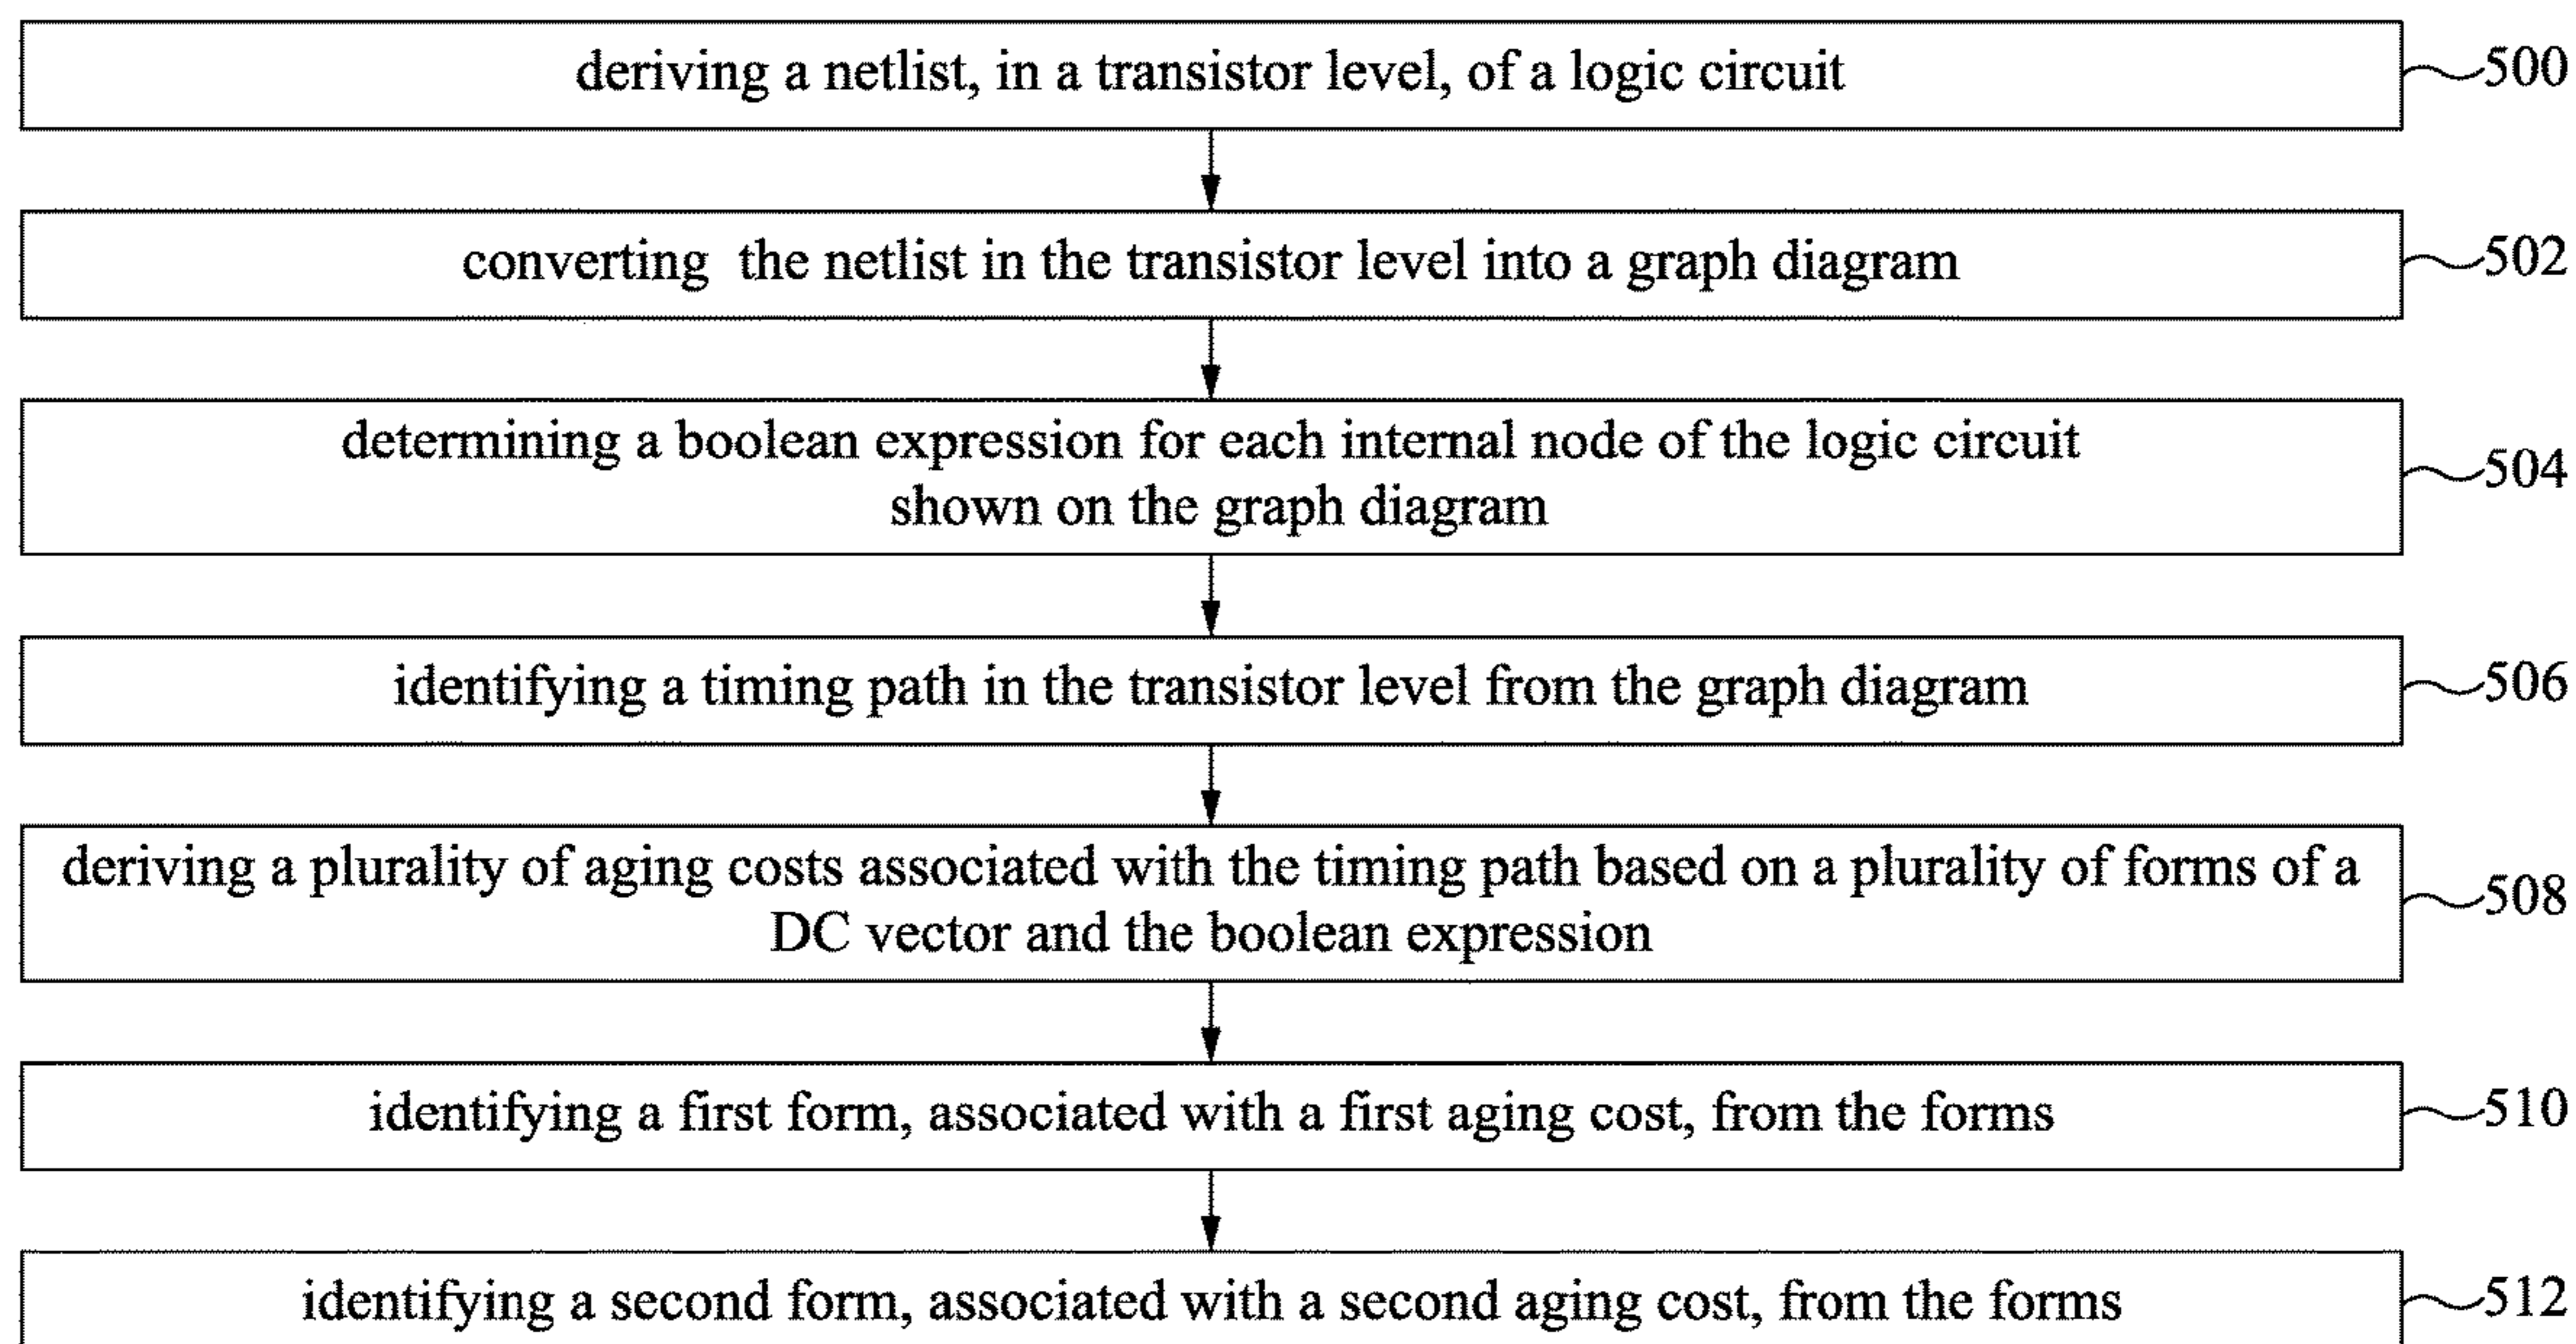 deriving a netlist, in a transistor level, of a logic circuit
500
converting the netlist in the transistor level into a graph diagram
502
determining a boolean expression for each internal node of the logic circuit
shown on the graph diagram
504
identifying a timing path in the transistor level from the graph diagram
506
deriving a plurality of aging costs associated with the timing path based on a plurality of forms of a
DC vector and the boolean expression
508
identifying a first form, associated with a first aging cost, from the forms
510
identifying a second form, associated with a second aging cost, from the forms
512